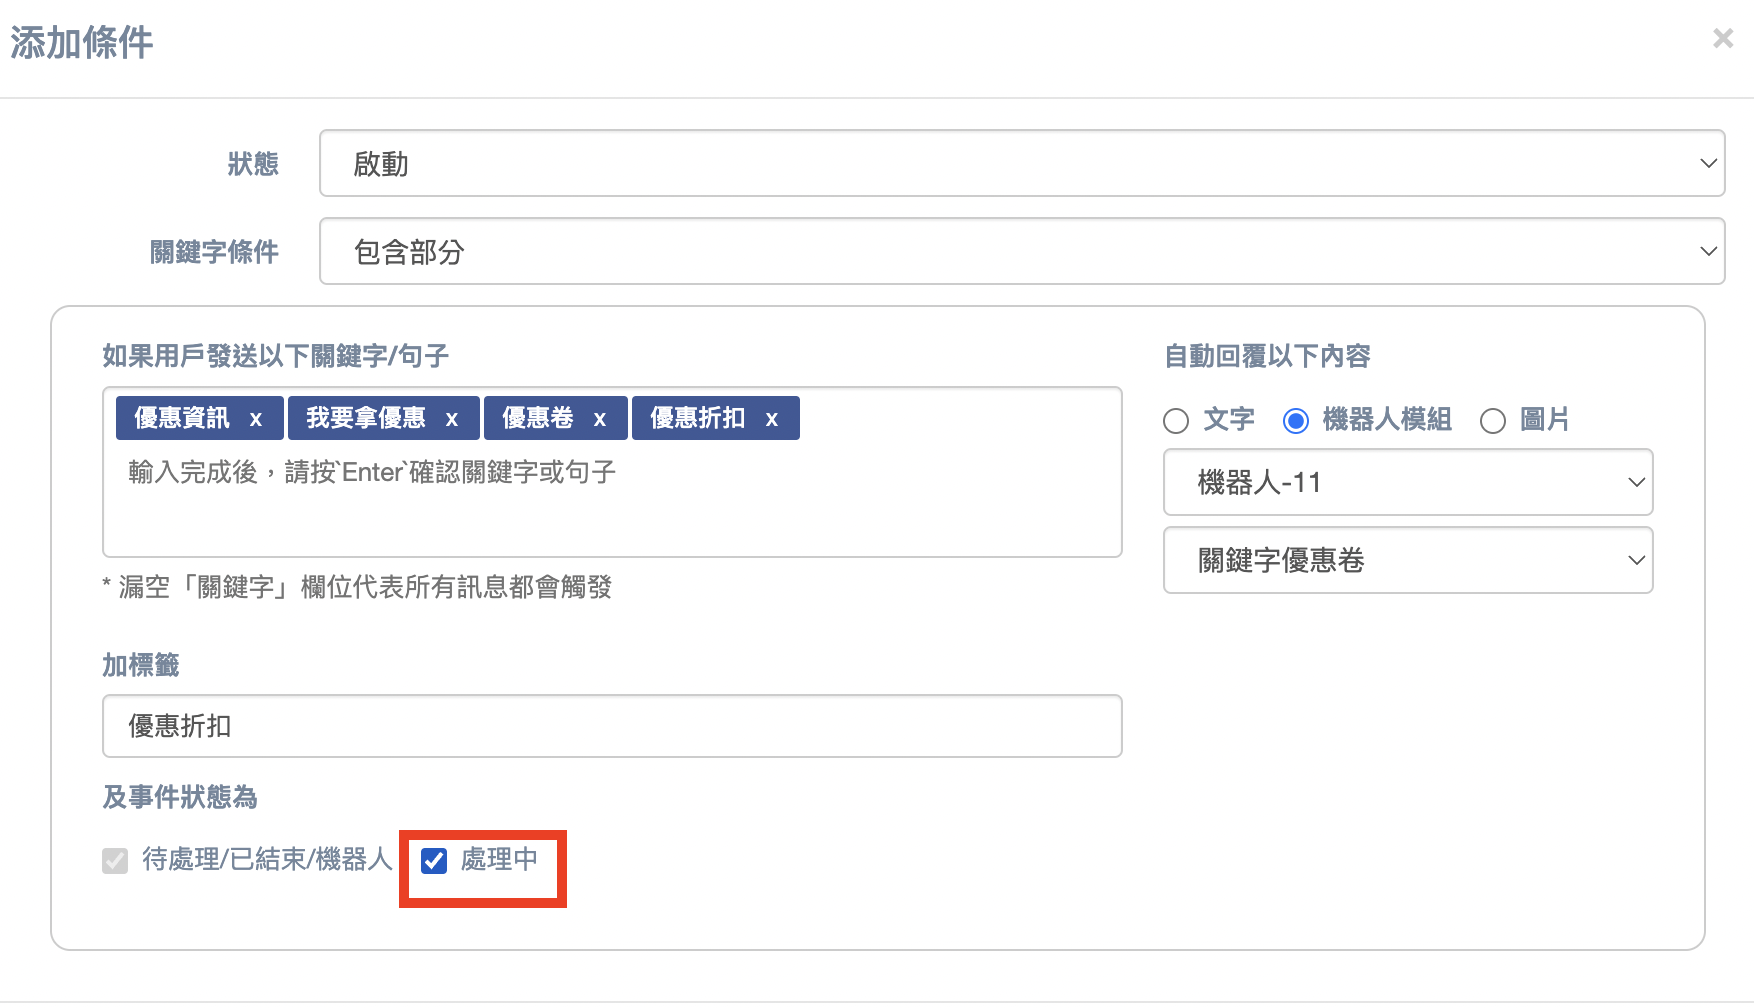 添加條件 ×
狀態 啟動
關鍵字條件 包含部分
如果用戶發送以下關鍵字/句子
優惠資訊 x 我要拿優惠 x 優惠卷 x 優惠折扣 x
輸入完成後，請按`Enter`確認關鍵字或句子
* 漏空「關鍵字」欄位代表所有訊息都會觸發
加標籤
優惠折扣
及事件狀態為
待處理/已結束/機器人 處理中
自動回覆以下內容
文字 機器人模組 圖片
機器人-11
關鍵字優惠卷